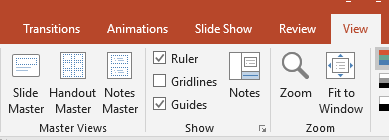 Transitions Animations Slide Show Review View
Slide Master
Handout Master
Notes Master
Ruler
Gridlines
Guides
Notes
Zoom
Fit to Window
Master Views Show Zoom